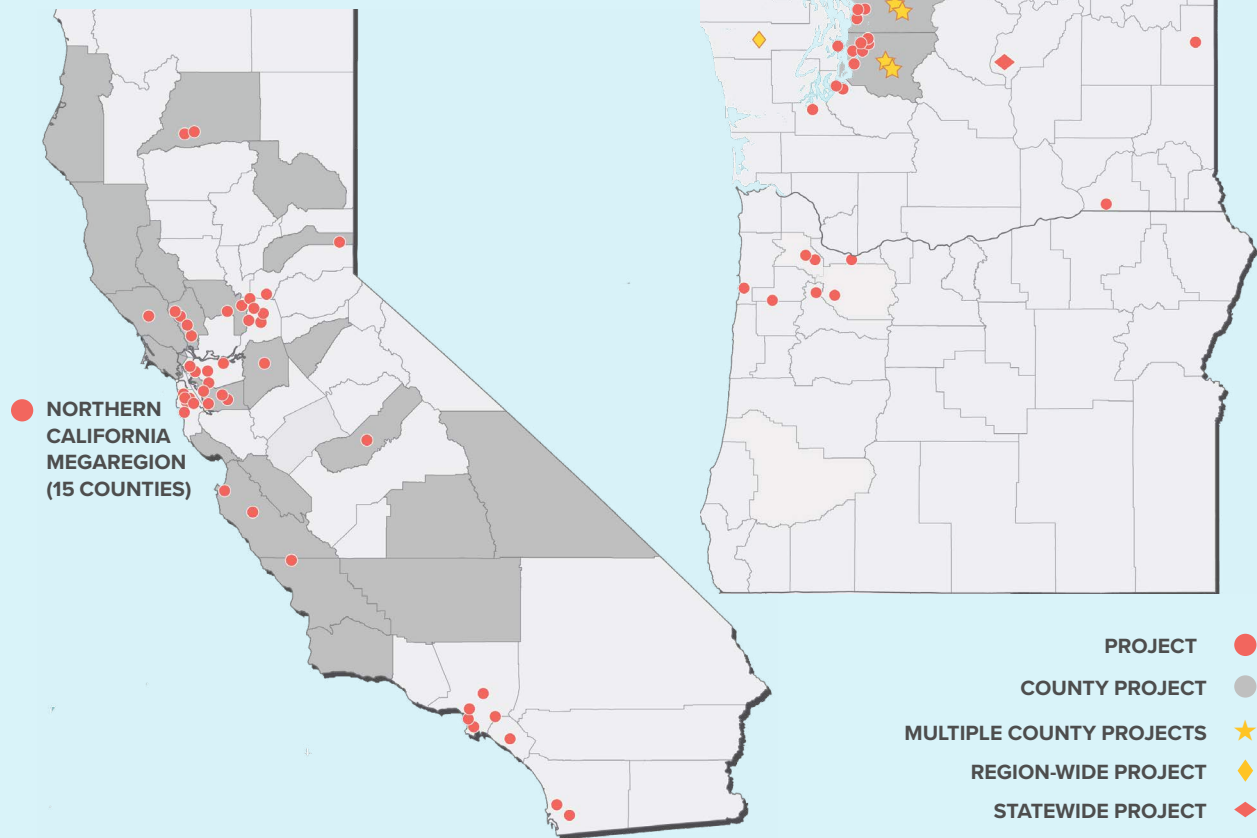 NORTHERN
CALIFORNIA
MEGAREGION
(15 COUNTIES)
PROJECT
COUNTY PROJECT
MULTIPLE COUNTY PROJECTS
REGION-WIDE PROJECT
STATEWIDE PROJECT